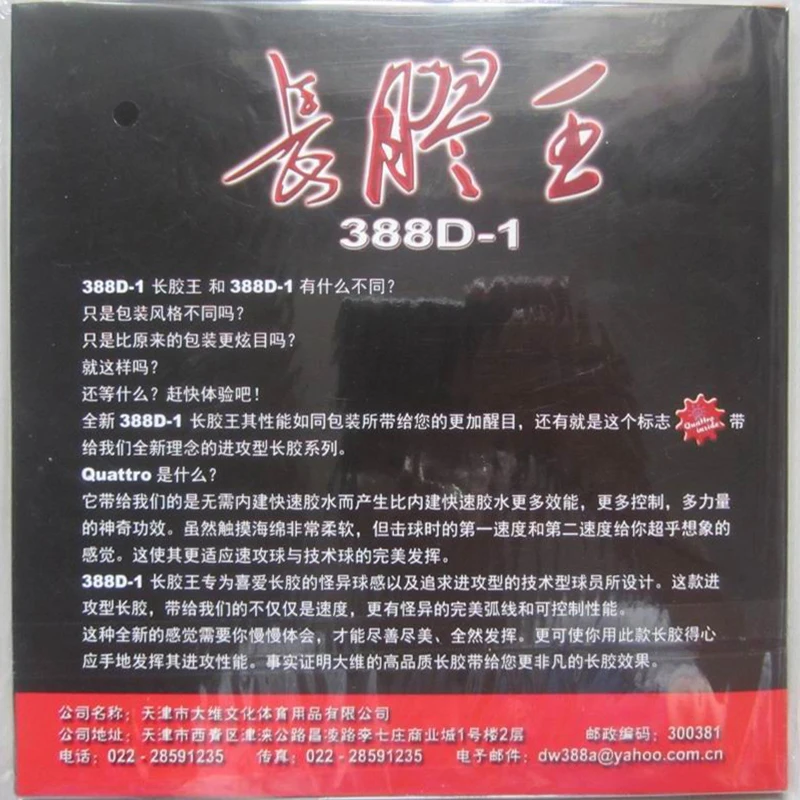 長膠王
388D-1
388D-1 长胶王 和 388D-1 有什么不同？
只是包装风格不同吗？
只是比原来的包装更炫目吗？
就这样吗？
还等什么？赶快体验吧！
全新 388D-1 长胶王其性能如同包装所带给您的更加醒目，还有就是这个标志 Quattro inside 带
给我们全新理念的进攻型长胶系列。
Quattro 是什么？
它带给我们的是无需内建快速胶水而产生比内建快速胶水更多效能，更多控制，多力量
的神奇功效。虽然触摸海绵非常柔软，但击球时的第一速度和第二速度给你超乎想象的
感觉。这使其更适应速攻球与技术球的完美发挥。
388D-1 长胶王专为喜爱长胶的怪异球感以及追求进攻型的技术型球员所设计。这款进
攻型长胶，带给我们的不仅仅是速度，更有怪异的完美弧线和可控制性能。
这种全新的感觉需要你慢慢体会，才能尽善尽美、全然发挥。更可使你用此款长胶得心
应手地发挥其进攻性能。事实证明大维的高品质长胶带给您更非凡的长胶效果。
公司名称：天津市大维文化体育用品有限公司
公司地址：天津市西青区津涞公路昌凌路李七庄商业城1号楼2层 邮政编码：300381
电话：022 - 28591235 传真：022 - 28591235 电子邮件：dw388a@yahoo.com.cn